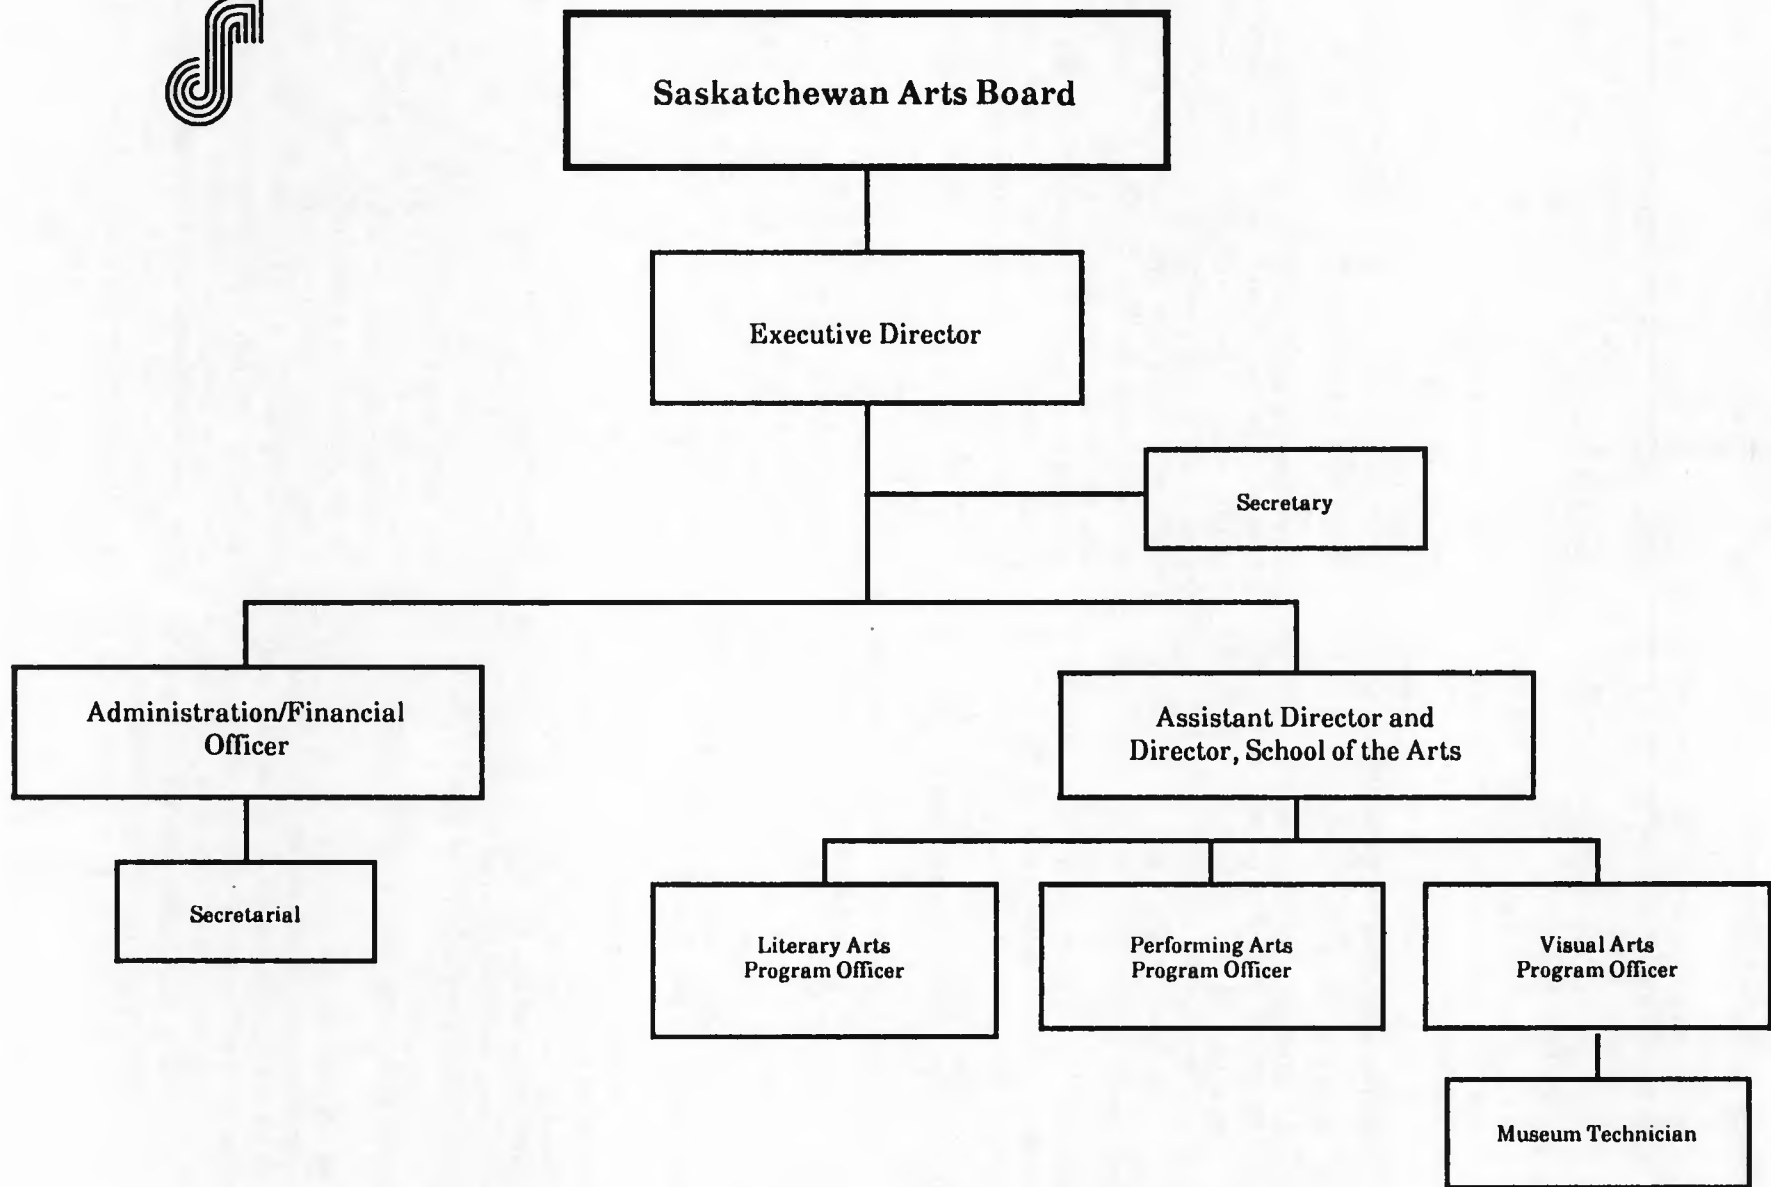 Saskatchewan Arts Board
Executive Director
Secretary
Administration/Financial
Officer
Assistant Director and
Director, School of the Arts
Secretarial
Literary Arts
Program Officer
Performing Arts
Program Officer
Visual Arts
Program Officer
Museum Technician